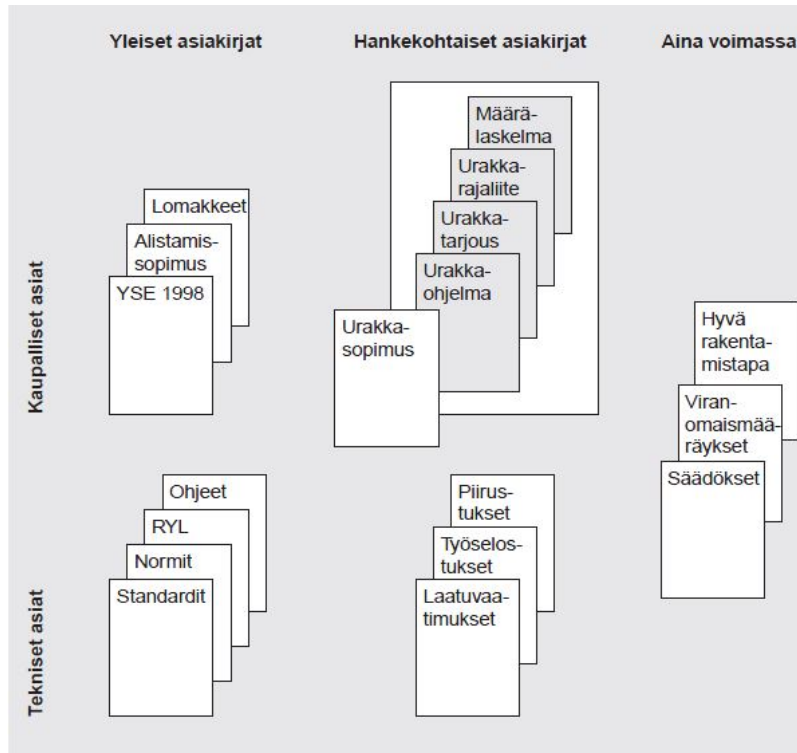 Yleiset asiakirjat
Hankekohtaiset asiakirjat
Aina voimassa
Kaupalliset asiat
Lomakkeet
Alistamis-
sopimus
YSE 1998
Määrä-
laskelma
Urakka-
rajaliite
Urakka-
tarjous
Urakka-
ohjelma
Urakka-
sopimus
Hyvä
rakenta-
mistapa
Viran-
omaismää-
räykset
Säädökset
Tekniset asiat
Ohjeet
RYL
Normit
Standardit
Piirus-
tukset
Työselos-
tukset
Laatuvaa-
timukset